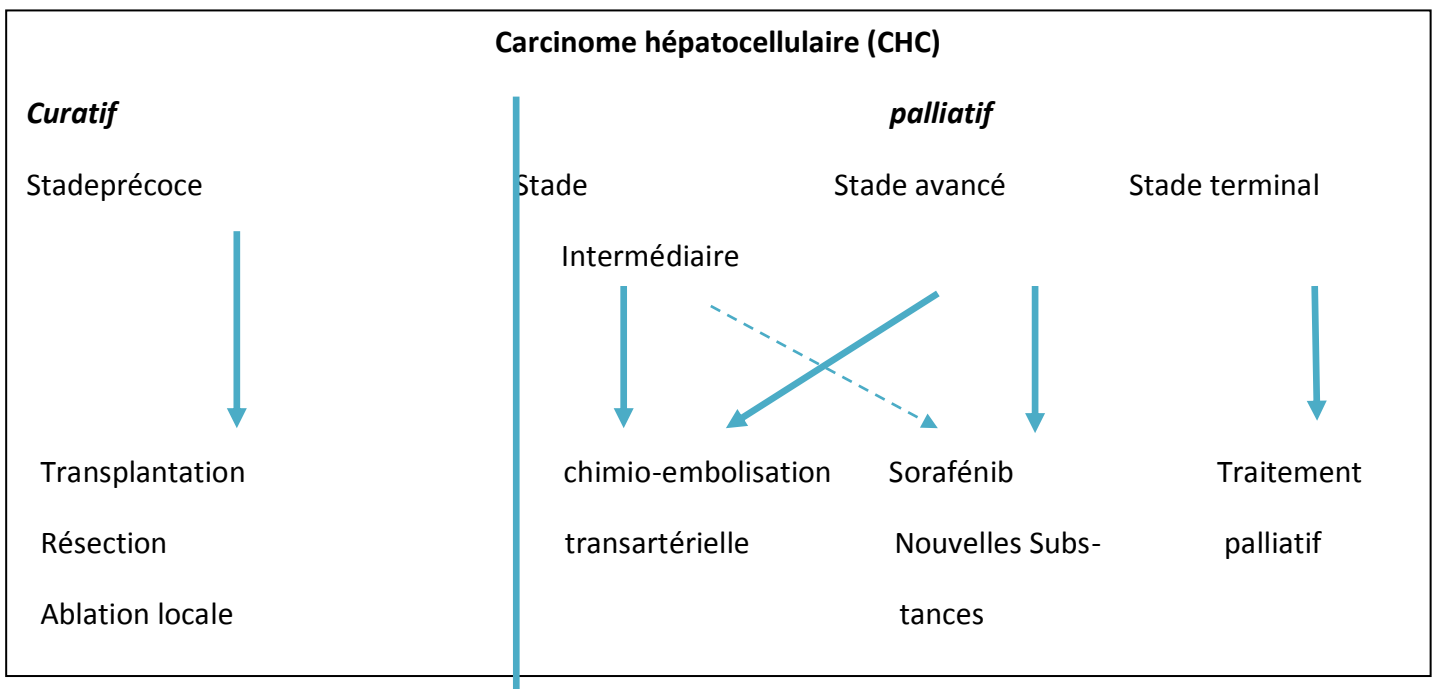 Carcinome hépatocellulaire (CHC)
Curatif palliatif
Stadeprécoce Stade Stade avancé Stade terminal
Intermédiaire
Transplantation chimio-embolisation Sorafénib Traitement
Résection transartérielle Nouvelles Subs- palliatif
Ablation locale tances